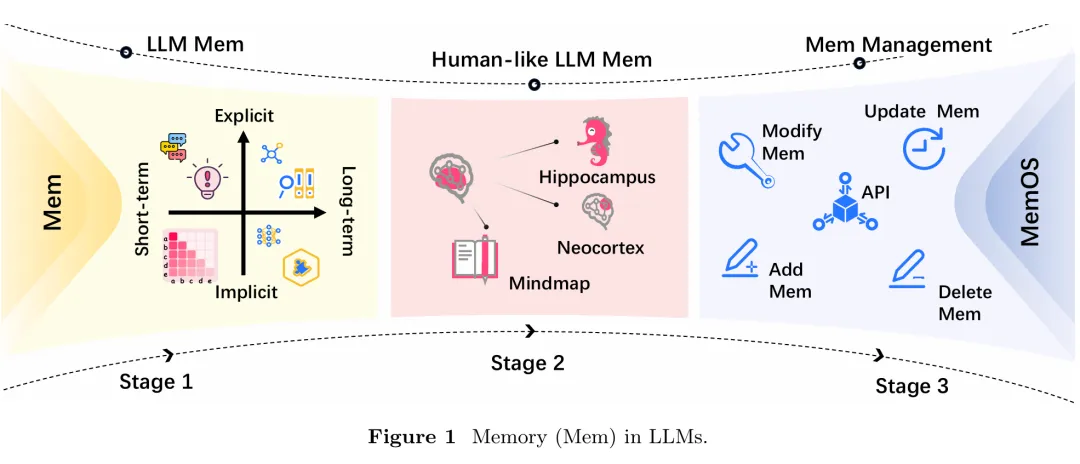 LLM Mem
Human-like LLM Mem
Mem Management
Mem
Explicit
Short-term
Long-term
Implicit
a
b
c
d
e
a b c d e
Hippocampus
Neocortex
Mindmap
Modify
Mem
Update Mem
API
Add
Mem
Delete
Mem
MemOS
Stage 1
Stage 2
Stage 3
Figure 1 Memory (Mem) in LLMs.